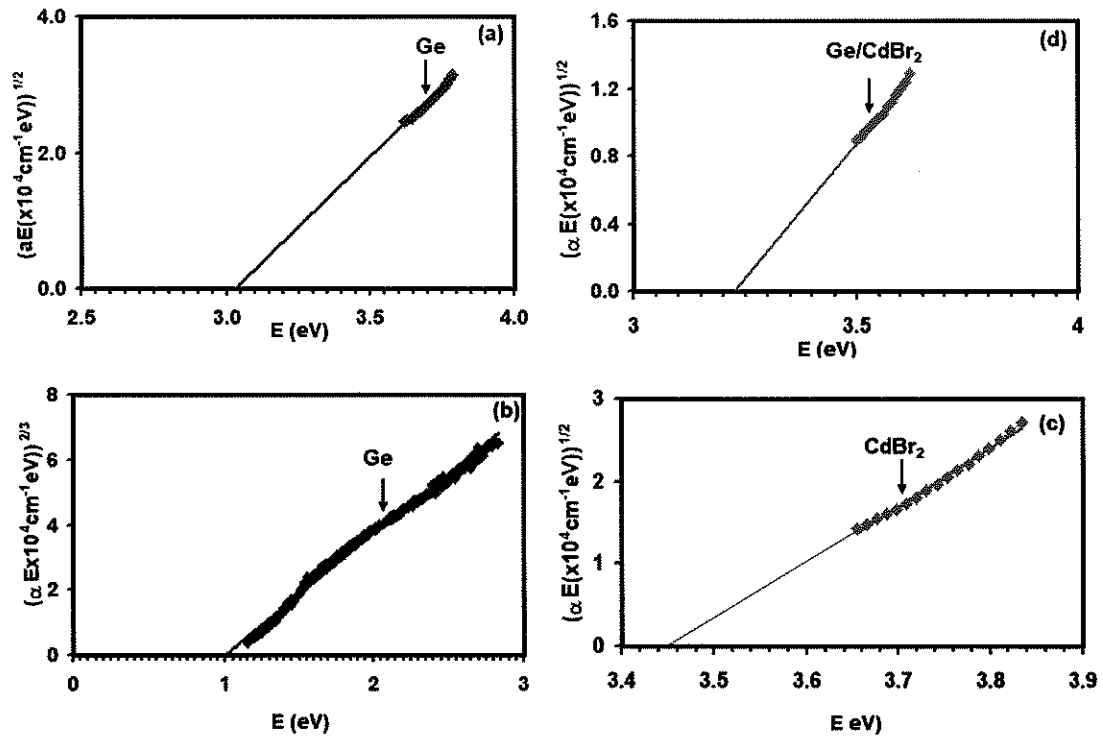 (a)
Ge
(aE(x10⁴cm⁻¹eV))¹/²
4.0
2.0
0.0
2.5 3.0 3.5 4.0
E (eV)
(d)
Ge/CdBr₂
(α E(x10⁴cm⁻¹eV))¹/²
1.6
1.2
0.8
0.4
0.0
3 3.5 4
E (eV)
(b)
Ge
(α Ex10⁴cm⁻¹eV))²/³
8
6
4
2
0
0 1 2 3
E (eV)
(c)
CdBr₂
(α E(x10⁴cm⁻¹eV))¹/²
3
2
1
0
3.4 3.5 3.6 3.7 3.8 3.9
E eV)